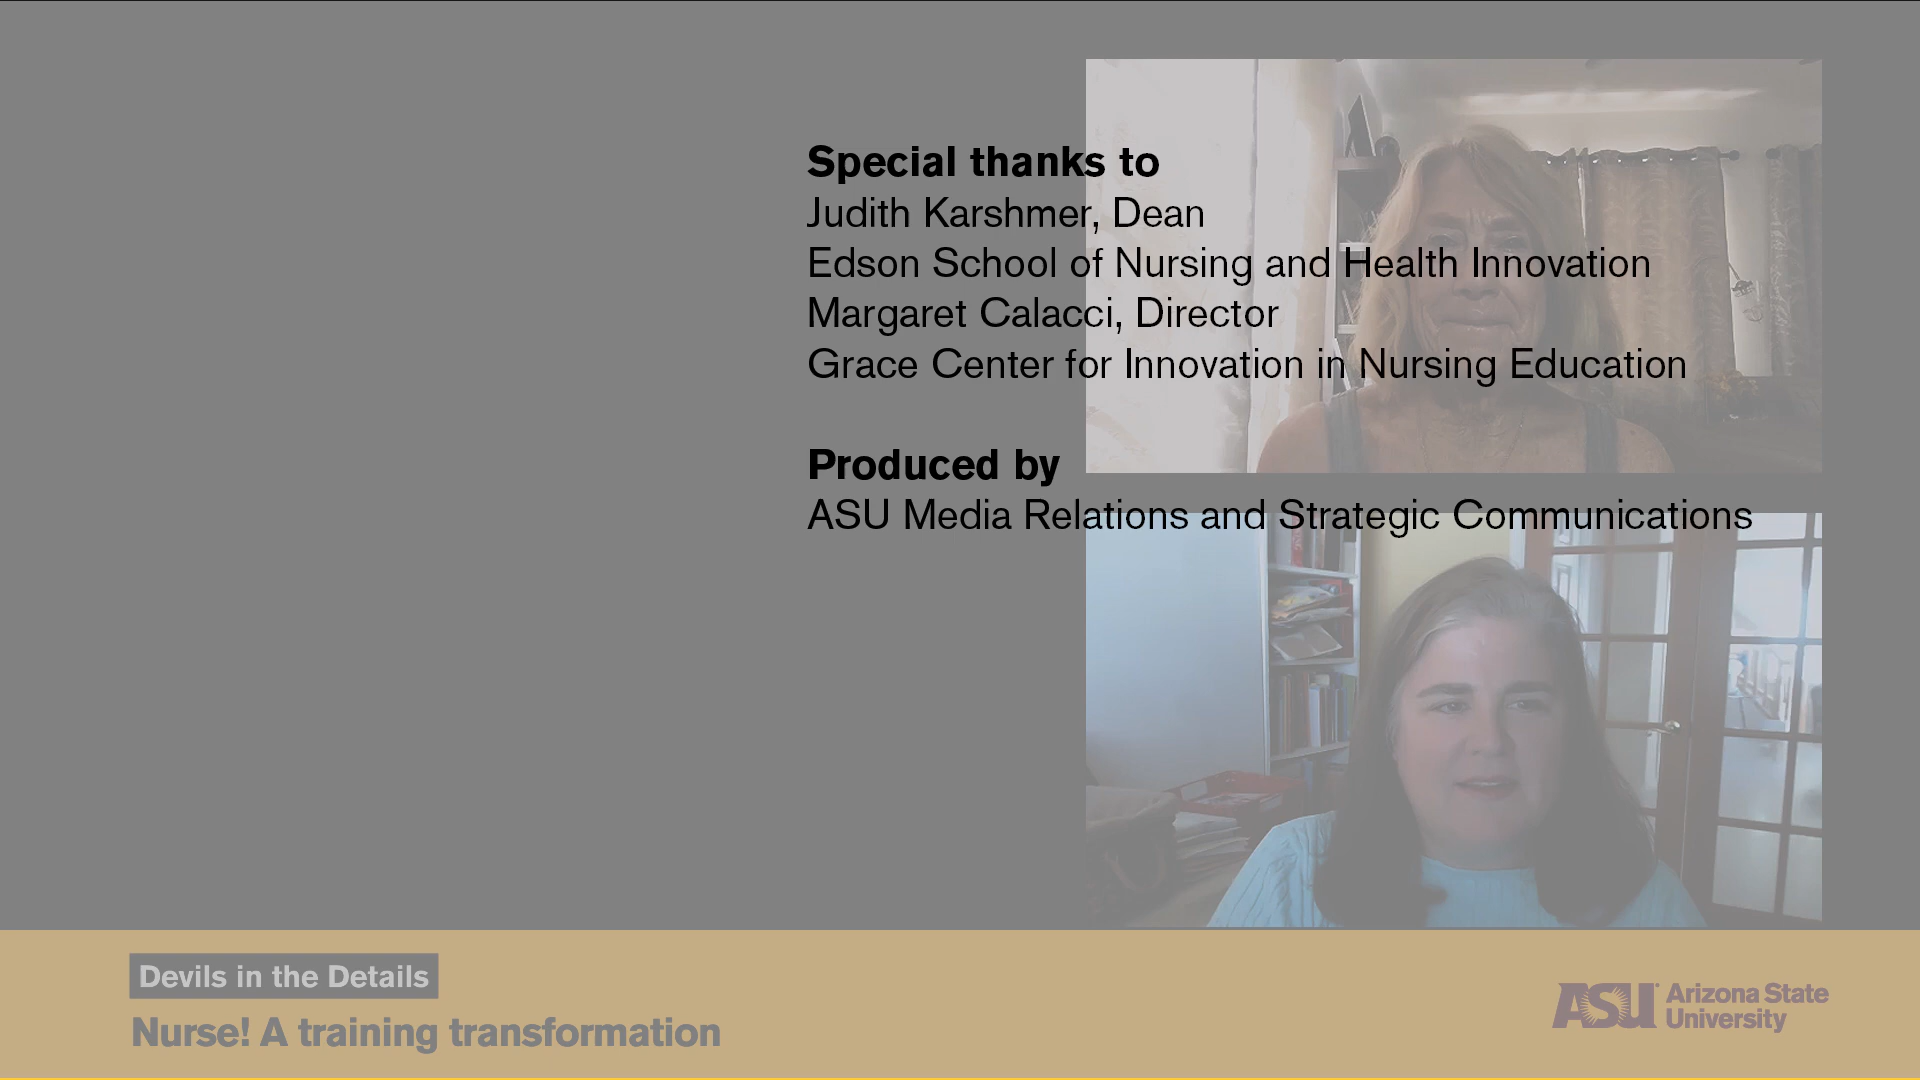 Special thanks to
Judith Karshmer, Dean
Edson School of Nursing and Health Innovation
Margaret Calacci, Director
Grace Center for Innovation in Nursing Education
Produced by
ASU Media Relations and Strategic Communications
Devils in the Details
Nurse! A training transformation
ASU Arizona State
University